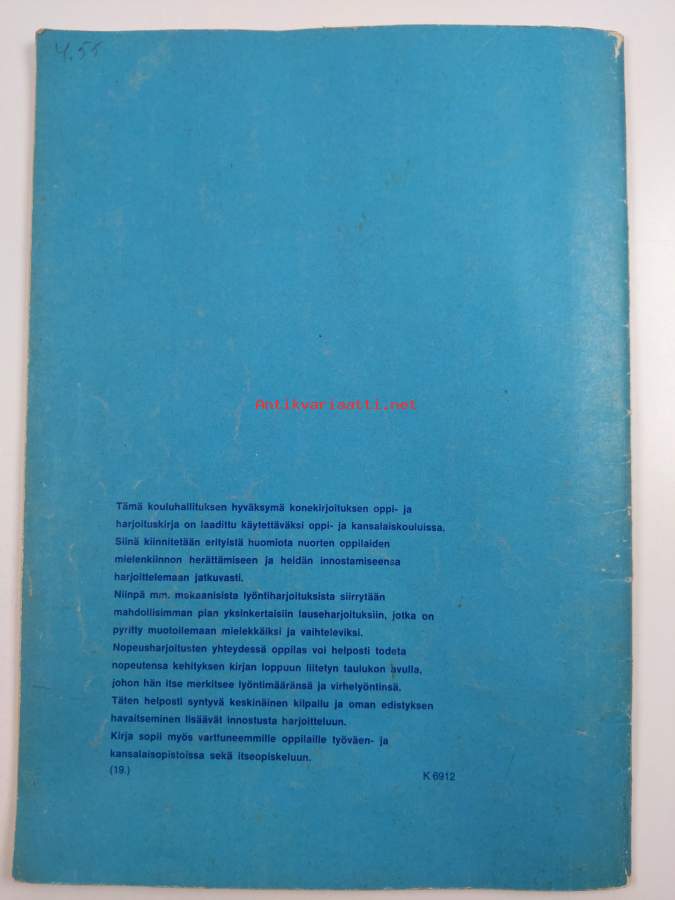 4.55
Antikvariaatti.net
Tämä kouluhallituksen hyväksymä konekirjoituksen oppi- ja
harjoituskirja on laadittu käytettäväksi oppi- ja kansalaiskouluissa.
Siinä kiinnitetään erityistä huomiota nuorten oppilaiden
mielenkiinnon herättämiseen ja heidän innostamiseensa
harjoittelemaan jatkuvasti.
Niinpä mm. mekaanisista lyöntiharjoituksista siirrytään
mahdollisimman pian yksinkertaisiin lauseharjoituksiin, jotka on
pyritty muotoilemaan mielekkäiksi ja vaihteleviksi.
Nopeusharjoitusten yhteydessä oppilas voi helposti todeta
nopeutensa kehityksen kirjan loppuun liitetyn taulukon avulla,
johon hän itse merkitsee lyöntimääränsä ja virhelyöntinsä.
Täten helposti syntyvä keskinäinen kilpailu ja oman edistyksen
havaitseminen lisäävät innostusta harjoitteluun.
Kirja sopii myös varttuneemmille oppilaille työväen- ja
kansalaisopistoissa sekä itseopiskeluun.
(19.) K 6912